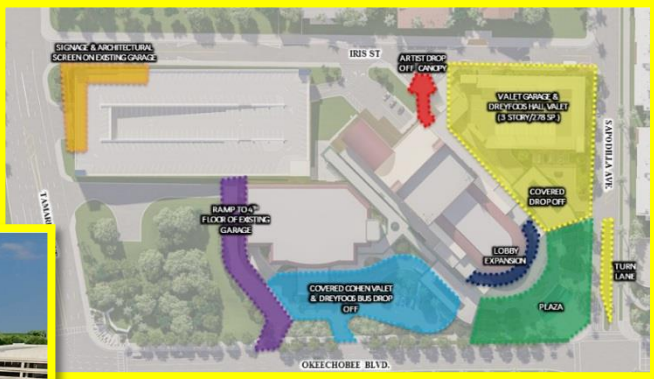 SIGNAGE & ARCHITECTURAL
SCREEN ON EXISTING GARAGE
IRIS ST
ARTIST DROP
OFF CANOPY
VALET GARAGE &
DREYFOOS HALL VALET
(3 STORY/278 SP)
SAPODILLA AVE.
COVERED
DROP OFF
RAMP TO 4TH
FLOOR OF EXISTING
GARAGE
LOBBY
EXPANSION
TURN
LANE
COVERED COHEN VALET
& DREYFOOS BUS DROP
OFF
PLAZA
OKEECHOBEE BLVD.